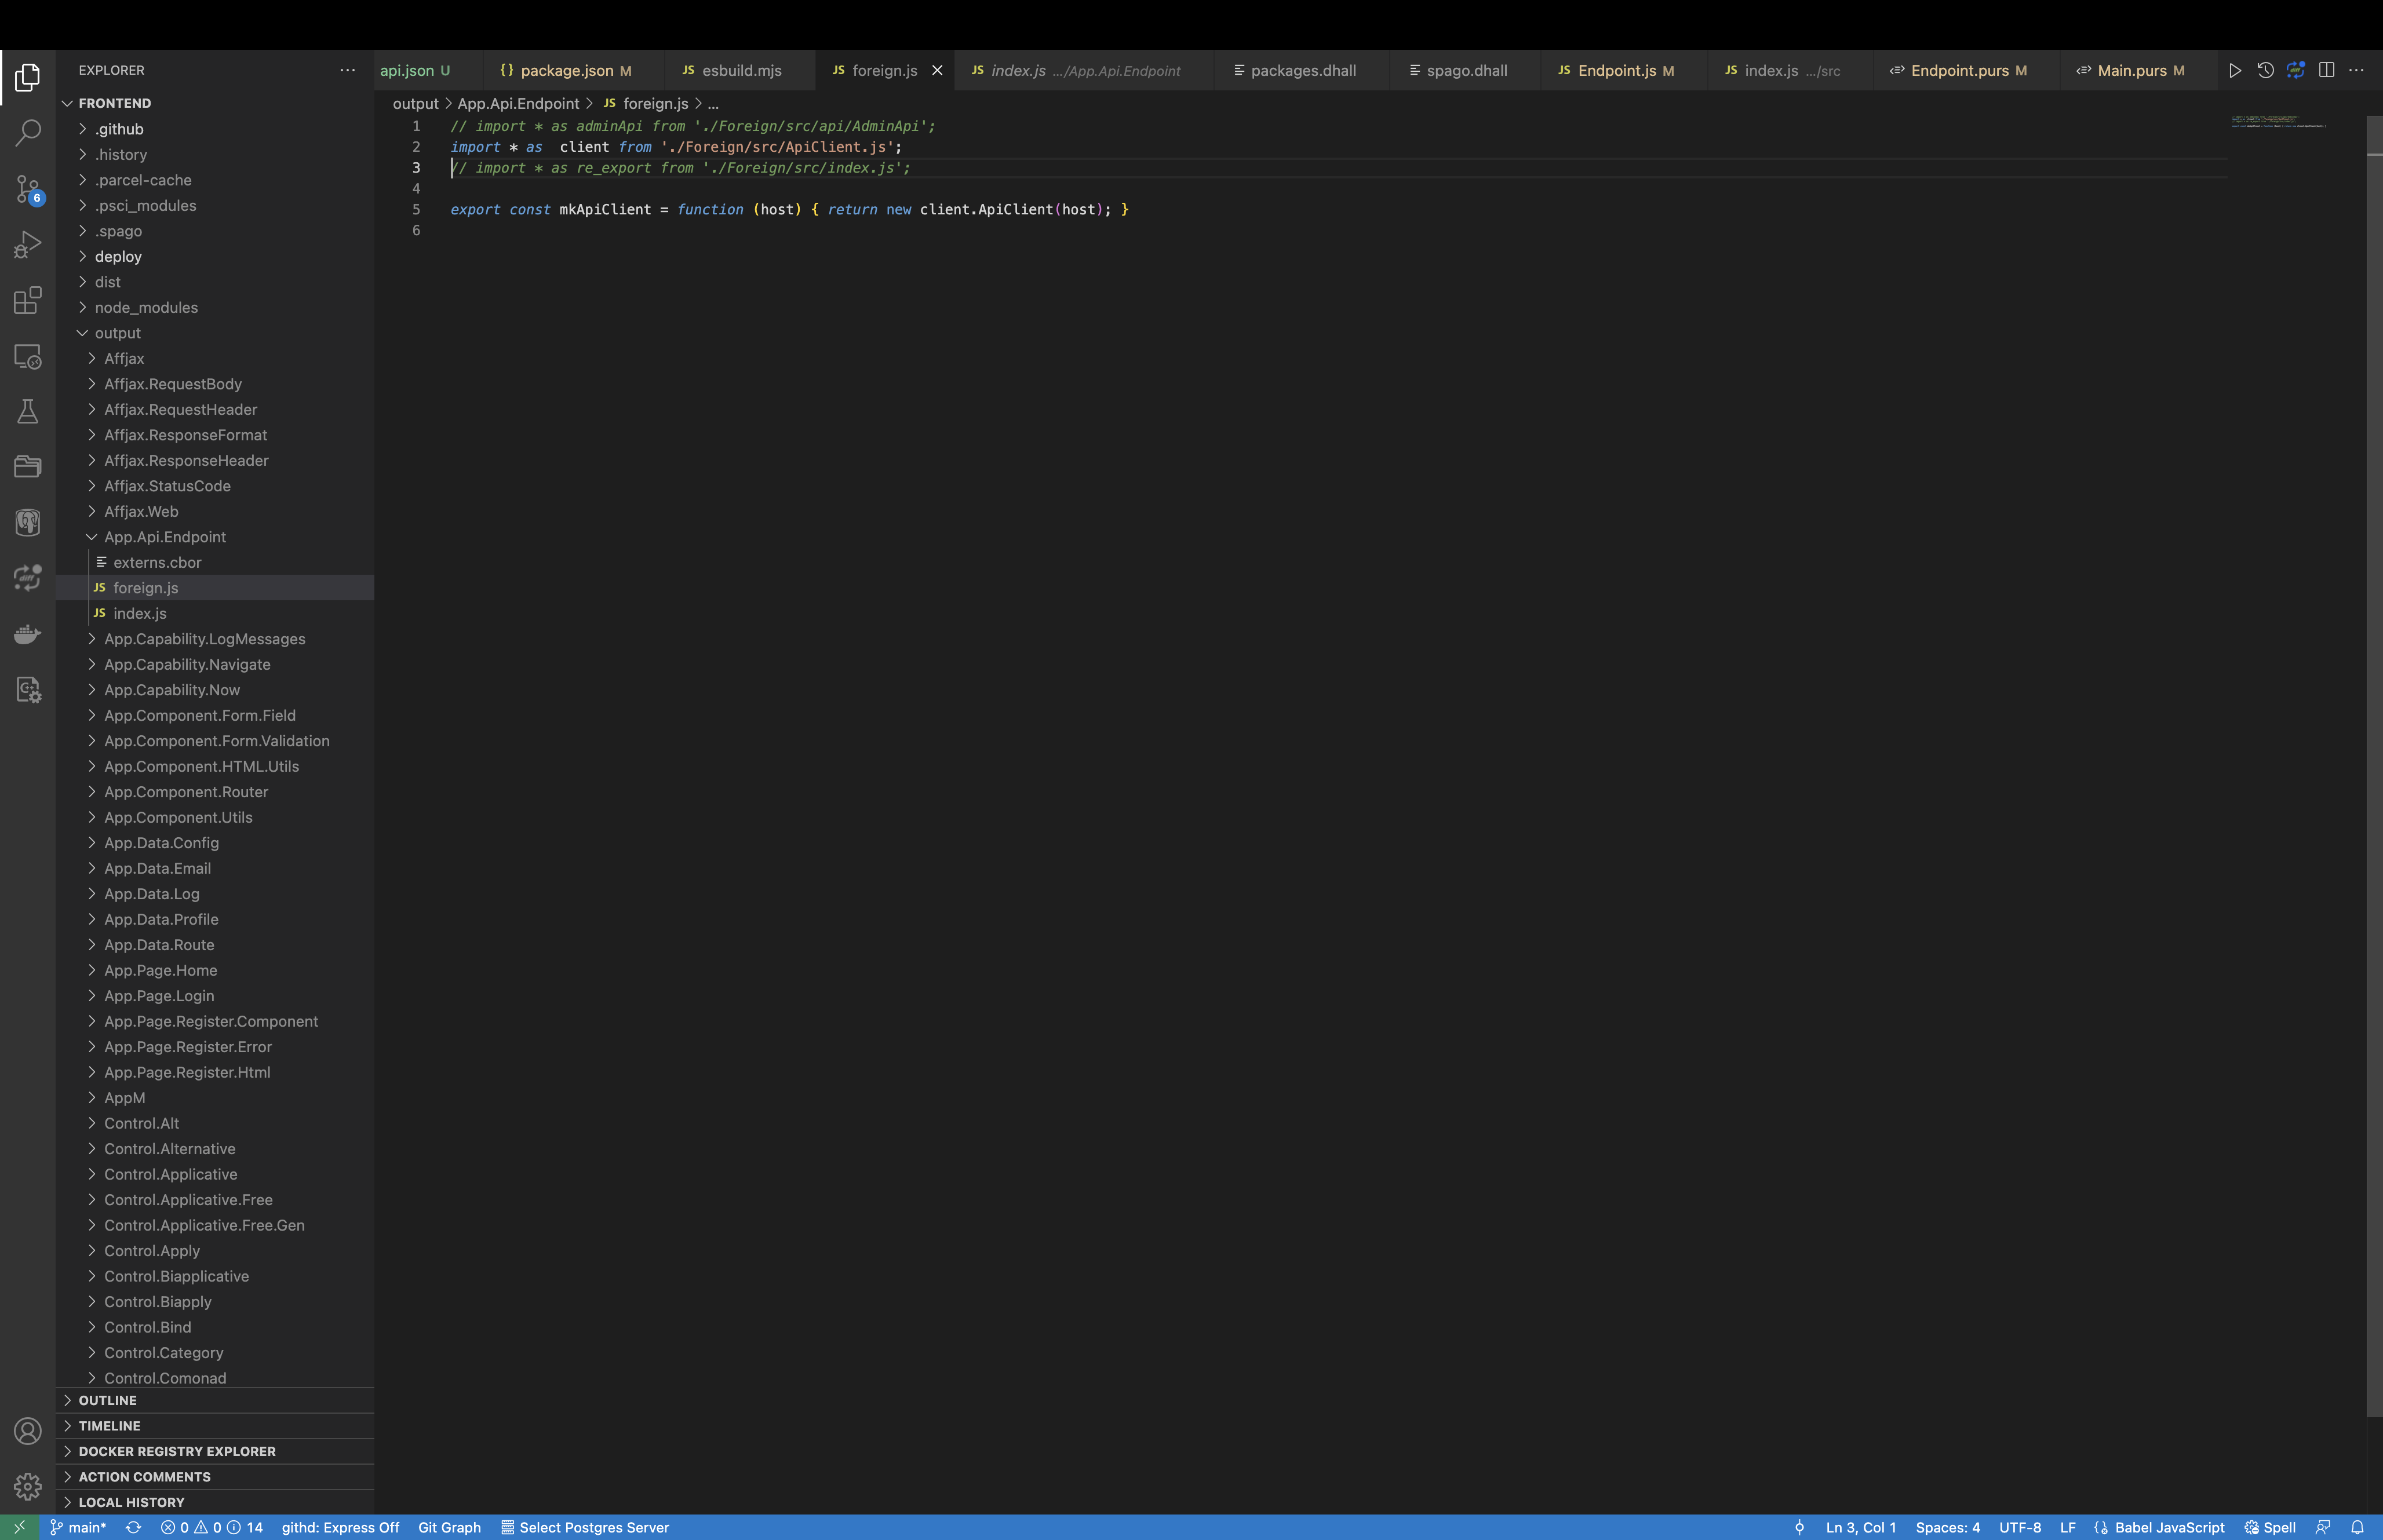 EXPLORER
api.json U
{} package.json M
JS esbuild.mjs
JS foreign.js
JS index.js .../App.Api.Endpoint
packages.dhall
spago.dhall
JS Endpoint.js M
JS index.js .../src
Endpoint.purs M
Main.purs M
FRONTEND
.github
.history
.parcel-cache
.psci_modules
.spago
deploy
dist
node_modules
output
Affjax
Affjax.RequestBody
Affjax.RequestHeader
Affjax.ResponseFormat
Affjax.ResponseHeader
Affjax.StatusCode
Affjax.Web
App.Api.Endpoint
externs.cbor
JS foreign.js
JS index.js
App.Capability.LogMessages
App.Capability.Navigate
App.Capability.Now
App.Component.Form.Field
App.Component.Form.Validation
App.Component.HTML.Utils
App.Component.Router
App.Component.Utils
App.Data.Config
App.Data.Email
App.Data.Log
App.Data.Profile
App.Data.Route
App.Page.Home
App.Page.Login
App.Page.Register.Component
App.Page.Register.Error
App.Page.Register.Html
AppM
Control.Alt
Control.Alternative
Control.Applicative
Control.Applicative.Free
Control.Applicative.Free.Gen
Control.Apply
Control.Biapplicative
Control.Biapply
Control.Bind
Control.Category
Control.Comonad
OUTLINE
TIMELINE
DOCKER REGISTRY EXPLORER
ACTION COMMENTS
LOCAL HISTORY
6
output > App.Api.Endpoint > JS foreign.js > ...
1 // import * as adminApi from './Foreign/src/api/AdminApi';
2 import * as  client from './Foreign/src/ApiClient.js';
3 // import * as re_export from './Foreign/src/index.js';
4
5 export const mkApiClient = function (host) { return new client.ApiClient(host); }
6
main* 0 0 14 githd: Express Off Git Graph Select Postgres Server Ln 3, Col 1 Spaces: 4 UTF-8 LF Babel JavaScript Spell